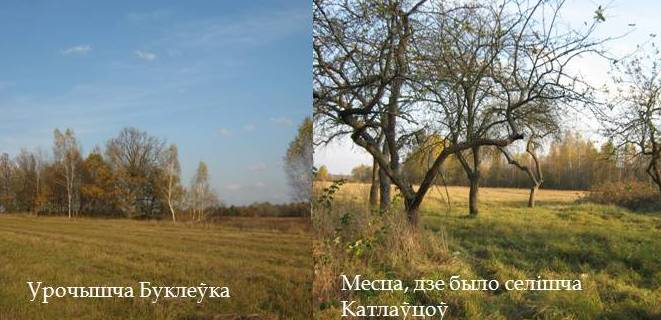 Урочышча Буклеўка
Месца, дзе было селішча
Катлаўцоў